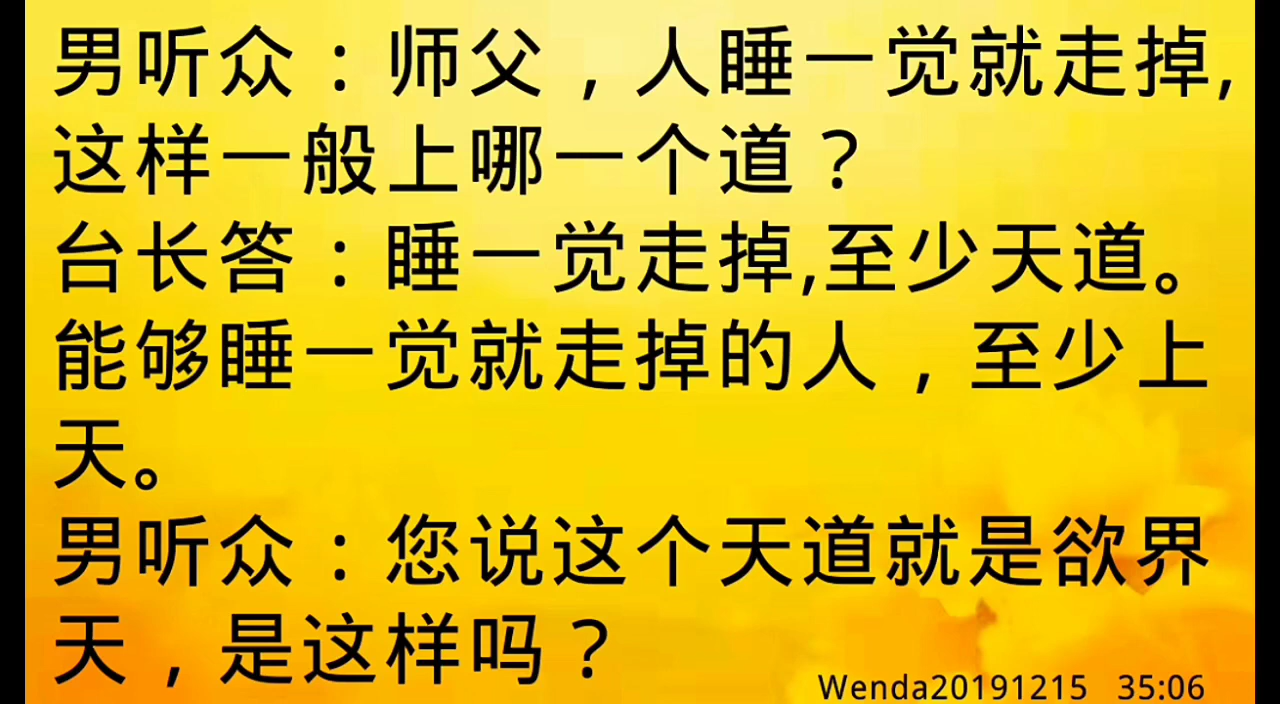 男听众：师父，人睡一觉就走掉,
这样一般上哪一个道？
台长答：睡一觉走掉,至少天道。
能够睡一觉就走掉的人，至少上
天。
男听众：您说这个天道就是欲界
天，是这样吗？
Wenda20191215 35:06